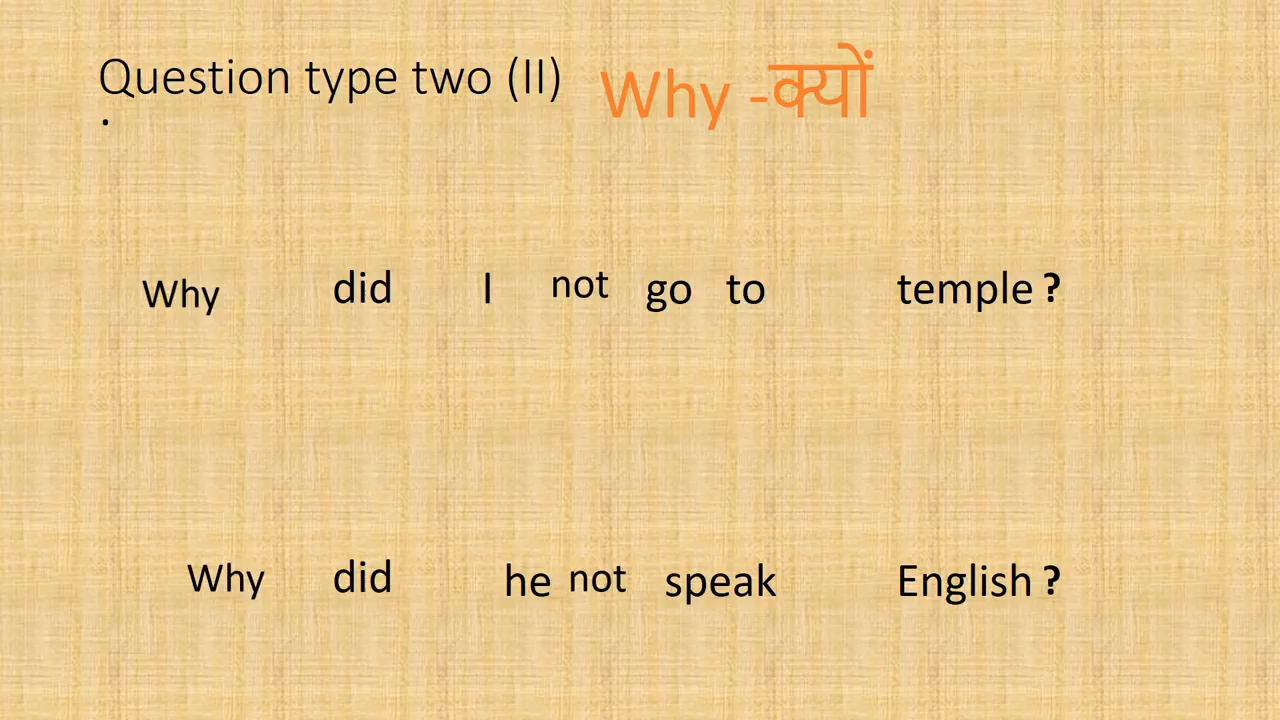 Question type two (II) Why -क्यों
.
Why did I not go to temple ?
Why did he not speak English ?